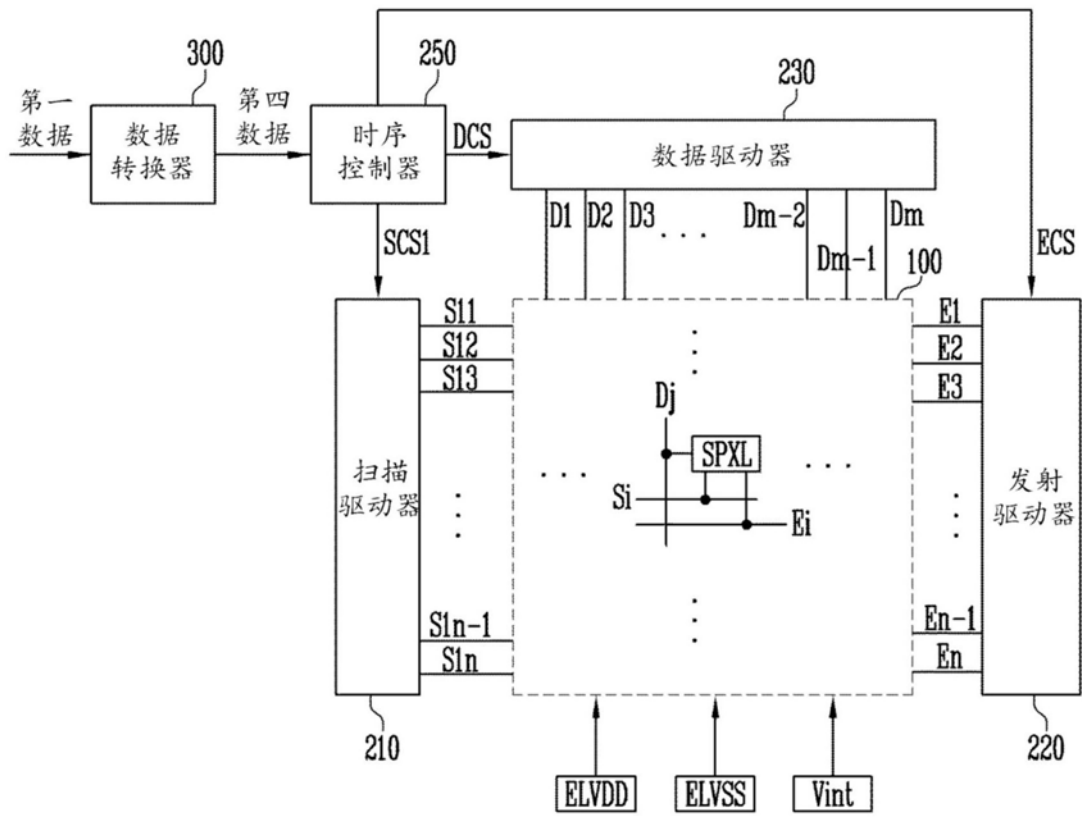 300
250
230
第一
数据
数据
转换器
第四
数据
时序
控制器
DCS
数据驱动器
D1 D2 D3 ... Dm-2 Dm-1 Dm
SCS1
ECS
100
S11
S12
S13
E1
E2
E3
Dj
SPXL
Si
Ei
扫描
驱动器
发射
驱动器
S1n-1
S1n
En-1
En
210
220
ELVDD
ELVSS
Vint